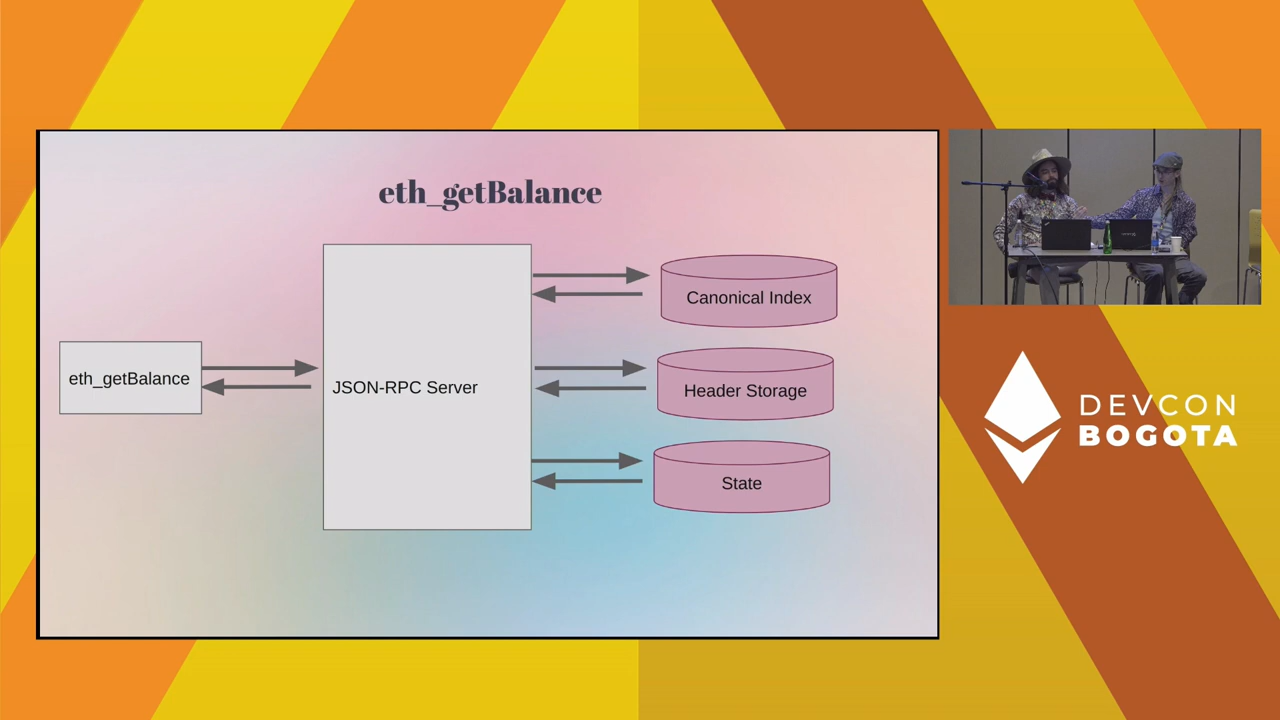 eth_getBalance
eth_getBalance
JSON-RPC Server
Canonical Index
Header Storage
State
DEVCON
BOGOTA